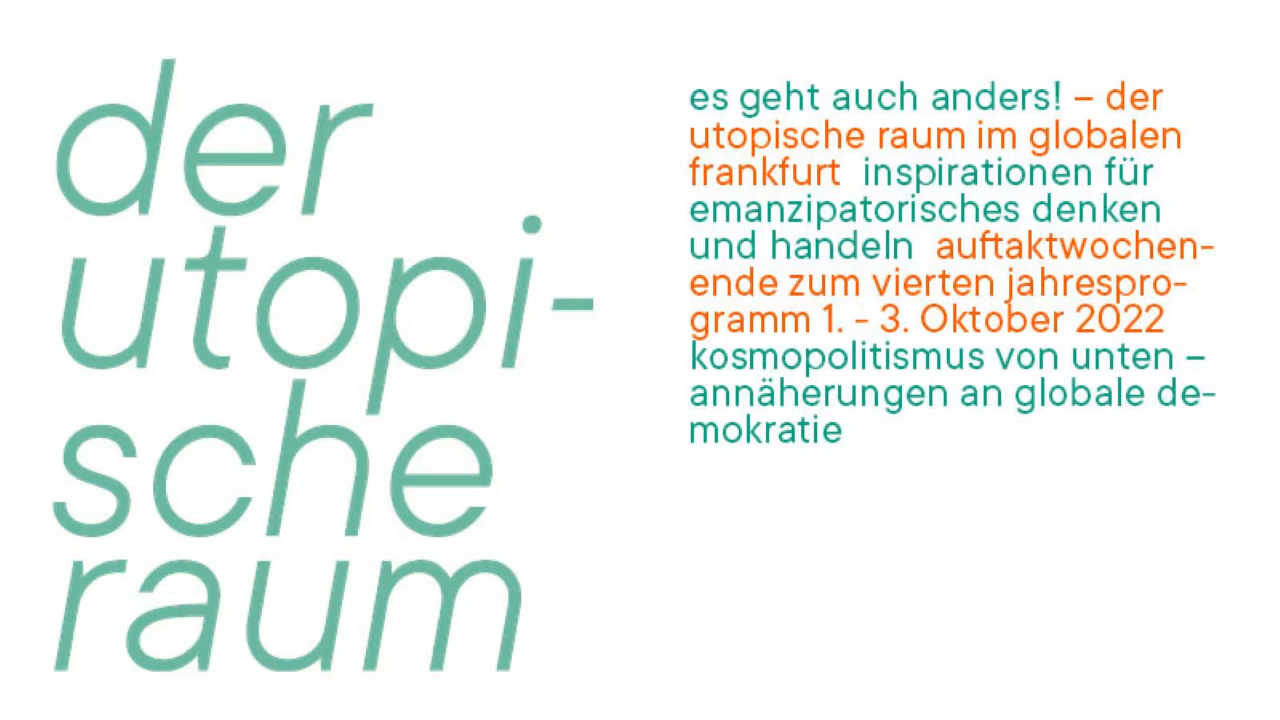 der
utopi-
sche
raum
es geht auch anders! – der
utopische raum im globalen
frankfurt inspirationen für
emanzipatorisches denken
und handeln auftaktwochen-
ende zum vierten jahrespro-
gramm 1. - 3. Oktober 2022
kosmopolitismus von unten –
annäherungen an globale de-
mokratie